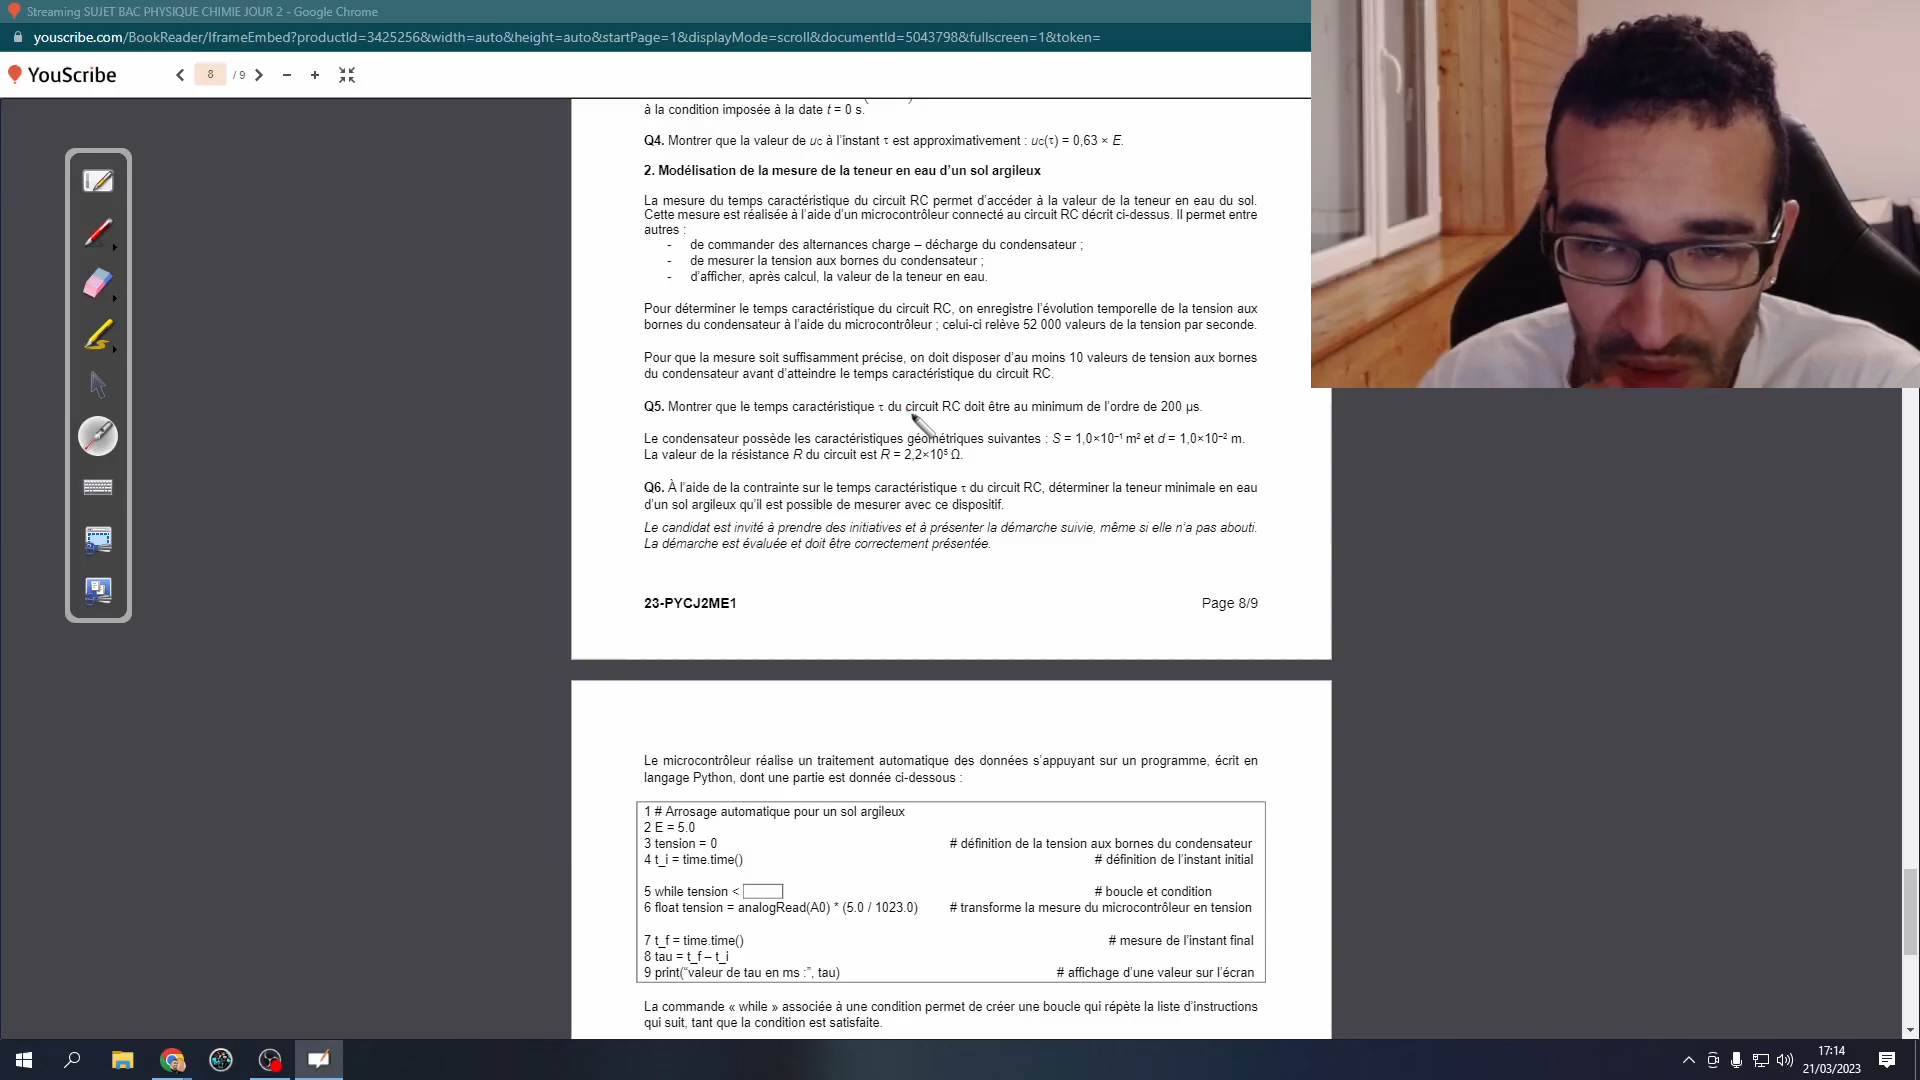 Streaming SUJET BAC PHYSIQUE CHIMIE JOUR 2 - Google Chrome
youscribe.com/BookReader/IframeEmbed?productId=3425256&width=auto&height=auto&startPage=1&displayMode=scroll&documentId=5043798&fullscreen=1&token=
YouScribe
8 / 9
à la condition imposée à la date t = 0 s.
Q4. Montrer que la valeur de uC à l'instant τ est approximativement : uC(τ) = 0,63 × E.
2. Modélisation de la mesure de la teneur en eau d'un sol argileux
La mesure du temps caractéristique du circuit RC permet d'accéder à la valeur de la teneur en eau du sol.
Cette mesure est réalisée à l'aide d'un microcontrôleur connecté au circuit RC décrit ci-dessus. Il permet entre
autres :
- de commander des alternances charge – décharge du condensateur ;
- de mesurer la tension aux bornes du condensateur ;
- d'afficher, après calcul, la valeur de la teneur en eau.
Pour déterminer le temps caractéristique du circuit RC, on enregistre l'évolution temporelle de la tension aux
bornes du condensateur à l'aide du microcontrôleur ; celui-ci relève 52 000 valeurs de la tension par seconde.
Pour que la mesure soit suffisamment précise, on doit disposer d'au moins 10 valeurs de tension aux bornes
du condensateur avant d'atteindre le temps caractéristique du circuit RC.
Q5. Montrer que le temps caractéristique τ du circuit RC doit être au minimum de l'ordre de 200 µs.
Le condensateur possède les caractéristiques géométriques suivantes : S = 1,0×10⁻¹ m² et d = 1,0×10⁻² m.
La valeur de la résistance R du circuit est R = 2,2×10⁵ Ω.
Q6. À l'aide de la contrainte sur le temps caractéristique τ du circuit RC, déterminer la teneur minimale en eau
d'un sol argileux qu'il est possible de mesurer avec ce dispositif.
Le candidat est invité à prendre des initiatives et à présenter la démarche suivie, même si elle n'a pas abouti.
La démarche est évaluée et doit être correctement présentée.
23-PYCJ2ME1 Page 8/9
Le microcontrôleur réalise un traitement automatique des données s'appuyant sur un programme, écrit en
langage Python, dont une partie est donnée ci-dessous :
1 # Arrosage automatique pour un sol argileux
2 E = 5.0
3 tension = 0 # définition de la tension aux bornes du condensateur
4 t_i = time.time() # définition de l'instant initial
5 while tension < # boucle et condition
6 float tension = analogRead(A0) * (5.0 / 1023.0) # transforme la mesure du microcontrôleur en tension
7 t_f = time.time() # mesure de l'instant final
8 tau = t_f – t_i
9 print("valeur de tau en ms :", tau) # affichage d'une valeur sur l'écran
La commande « while » associée à une condition permet de créer une boucle qui répète la liste d'instructions
qui suit, tant que la condition est satisfaite.
17:14
21/03/2023